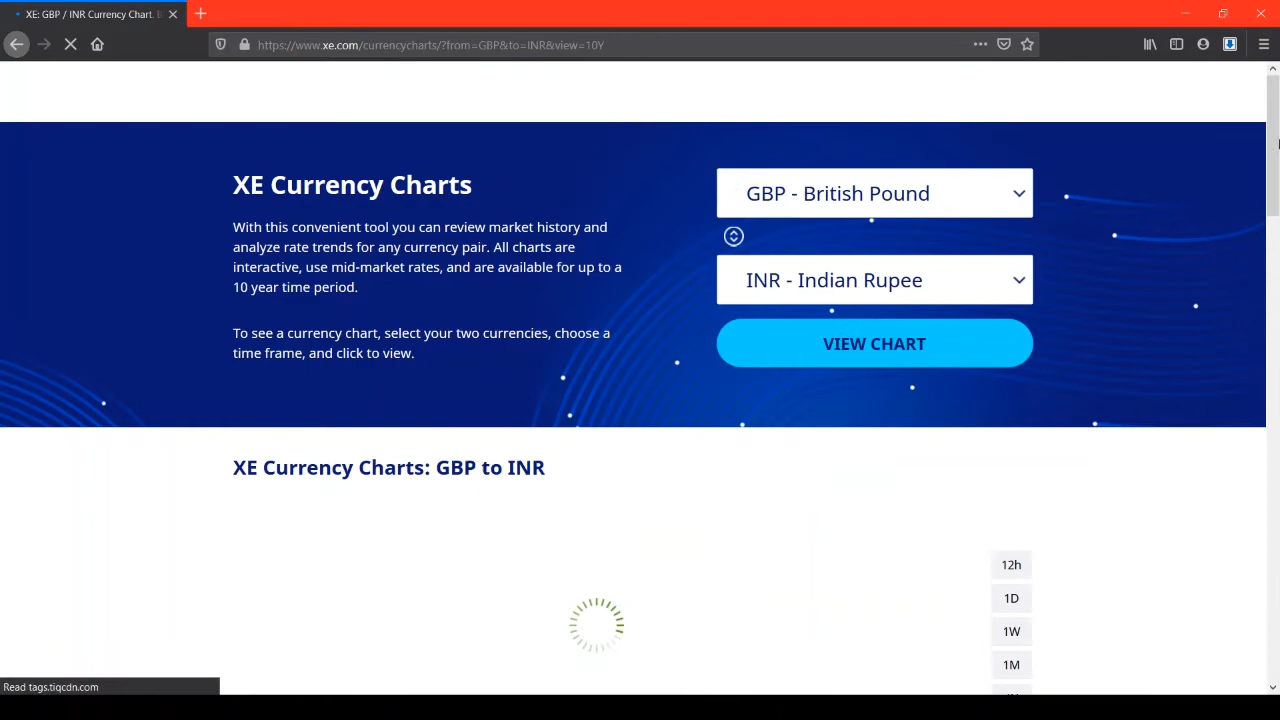 XE: GBP / INR Currency Chart.
https://www.xe.com/currencycharts/?from=GBP&to=INR&view=10Y
XE Currency Charts
With this convenient tool you can review market history and
analyze rate trends for any currency pair. All charts are
interactive, use mid-market rates, and are available for up to a
10 year time period.
To see a currency chart, select your two currencies, choose a
time frame, and click to view.
GBP - British Pound
INR - Indian Rupee
VIEW CHART
XE Currency Charts: GBP to INR
12h
1D
1W
1M
Read tags.tiqcdn.com